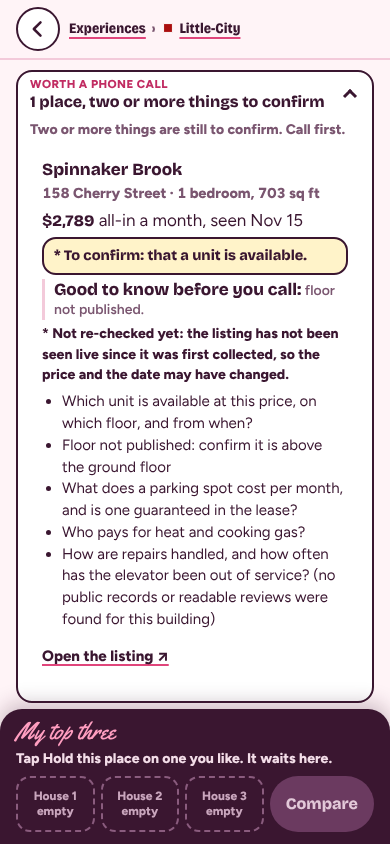 Experiences › Little-City
WORTH A PHONE CALL
1 place, two or more things to confirm
Two or more things are still to confirm. Call first.
Spinnaker Brook
158 Cherry Street · 1 bedroom, 703 sq ft
$2,789 all-in a month, seen Nov 15
* To confirm: that a unit is available.
Good to know before you call: floor
not published.
* Not re-checked yet: the listing has not been
seen live since it was first collected, so the
price and the date may have changed.
• Which unit is available at this price, on
which floor, and from when?
• Floor not published: confirm it is above
the ground floor
• What does a parking spot cost per month,
and is one guaranteed in the lease?
• Who pays for heat and cooking gas?
• How are repairs handled, and how often
has the elevator been out of service? (no
public records or readable reviews were
found for this building)
Open the listing ↗
My top three
Tap Hold this place on one you like. It waits here.
House 1
empty
House 2
empty
House 3
empty
Compare